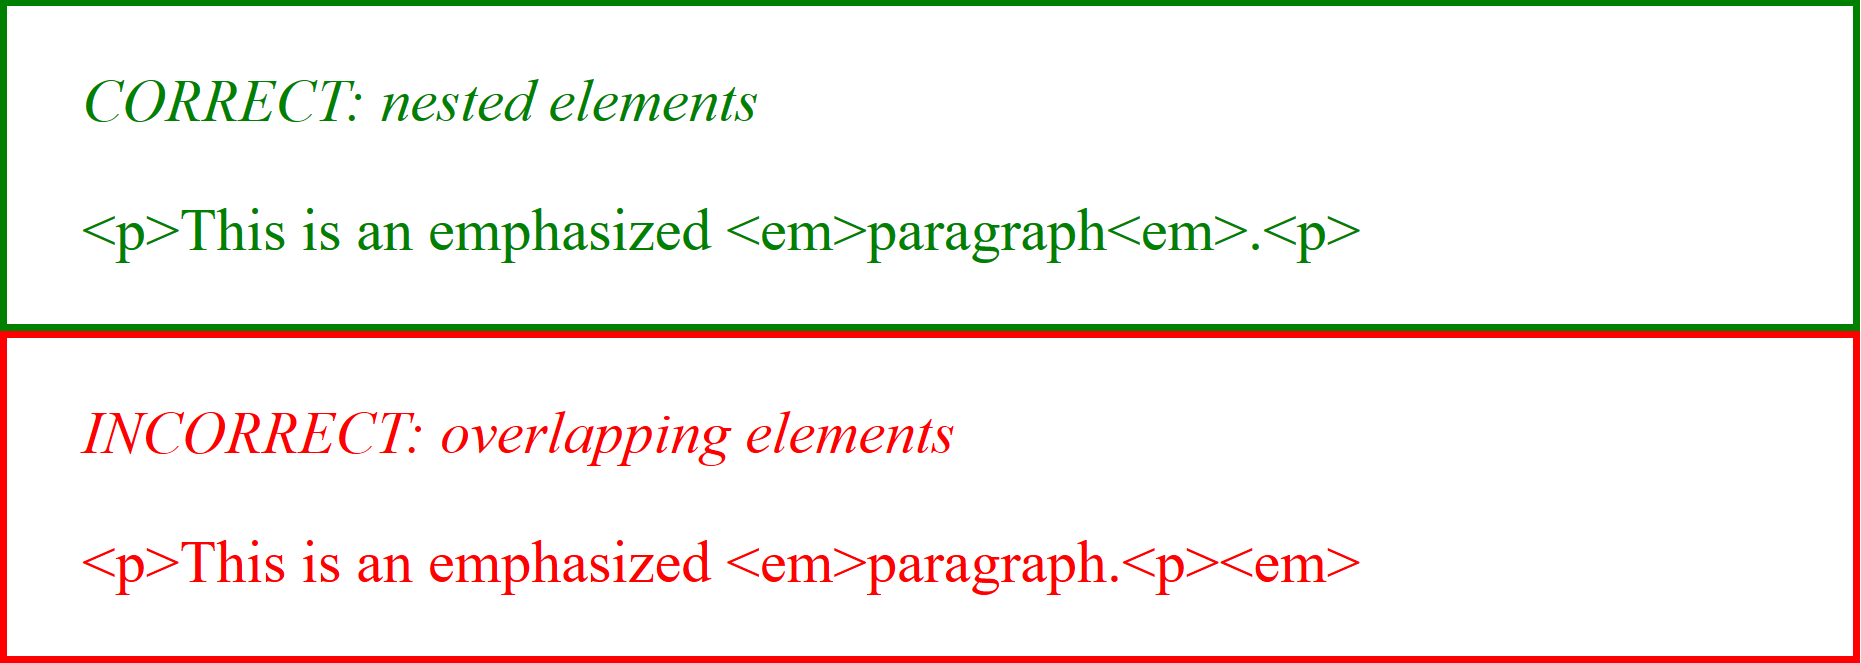 CORRECT: nested elements
<p>This is an emphasized <em>paragraph<em>.<p>
INCORRECT: overlapping elements
<p>This is an emphasized <em>paragraph.<p><em>